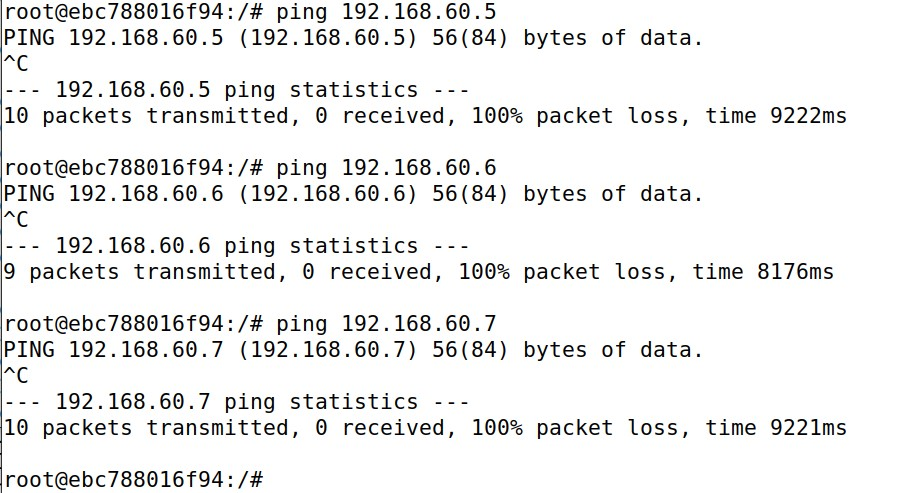 root@ebc788016f94:/# ping 192.168.60.5
PING 192.168.60.5 (192.168.60.5) 56(84) bytes of data.
^C
--- 192.168.60.5 ping statistics ---
10 packets transmitted, 0 received, 100% packet loss, time 9222ms
root@ebc788016f94:/# ping 192.168.60.6
PING 192.168.60.6 (192.168.60.6) 56(84) bytes of data.
^C
--- 192.168.60.6 ping statistics ---
9 packets transmitted, 0 received, 100% packet loss, time 8176ms
root@ebc788016f94:/# ping 192.168.60.7
PING 192.168.60.7 (192.168.60.7) 56(84) bytes of data.
^C
--- 192.168.60.7 ping statistics ---
10 packets transmitted, 0 received, 100% packet loss, time 9221ms
root@ebc788016f94:/#